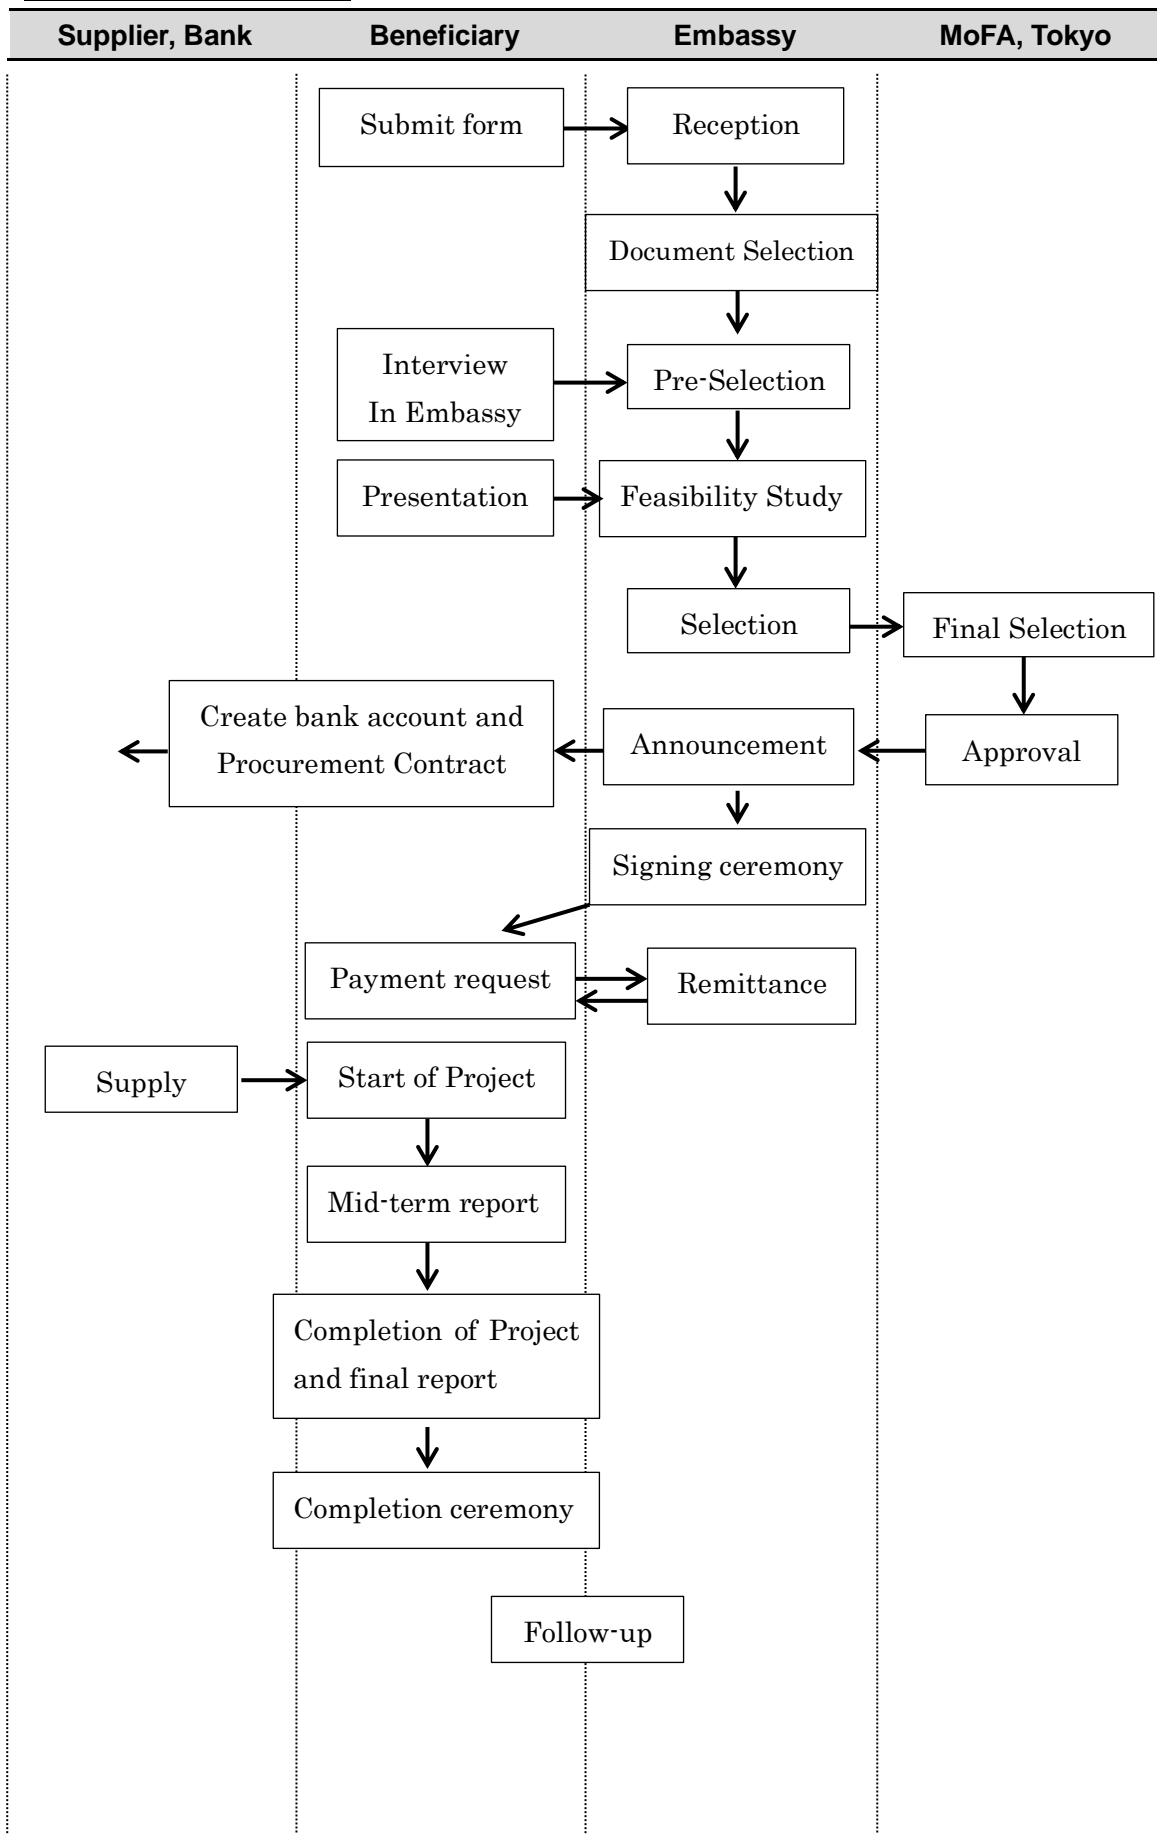 Supplier, Bank
Beneficiary
Embassy
MoFA, Tokyo
Submit form
Reception
Document Selection
Interview
In Embassy
Pre-Selection
Presentation
Feasibility Study
Selection
Final Selection
Create bank account and
Procurement Contract
Announcement
Approval
Signing ceremony
Payment request
Remittance
Supply
Start of Project
Mid-term report
Completion of Project
and final report
Completion ceremony
Follow-up